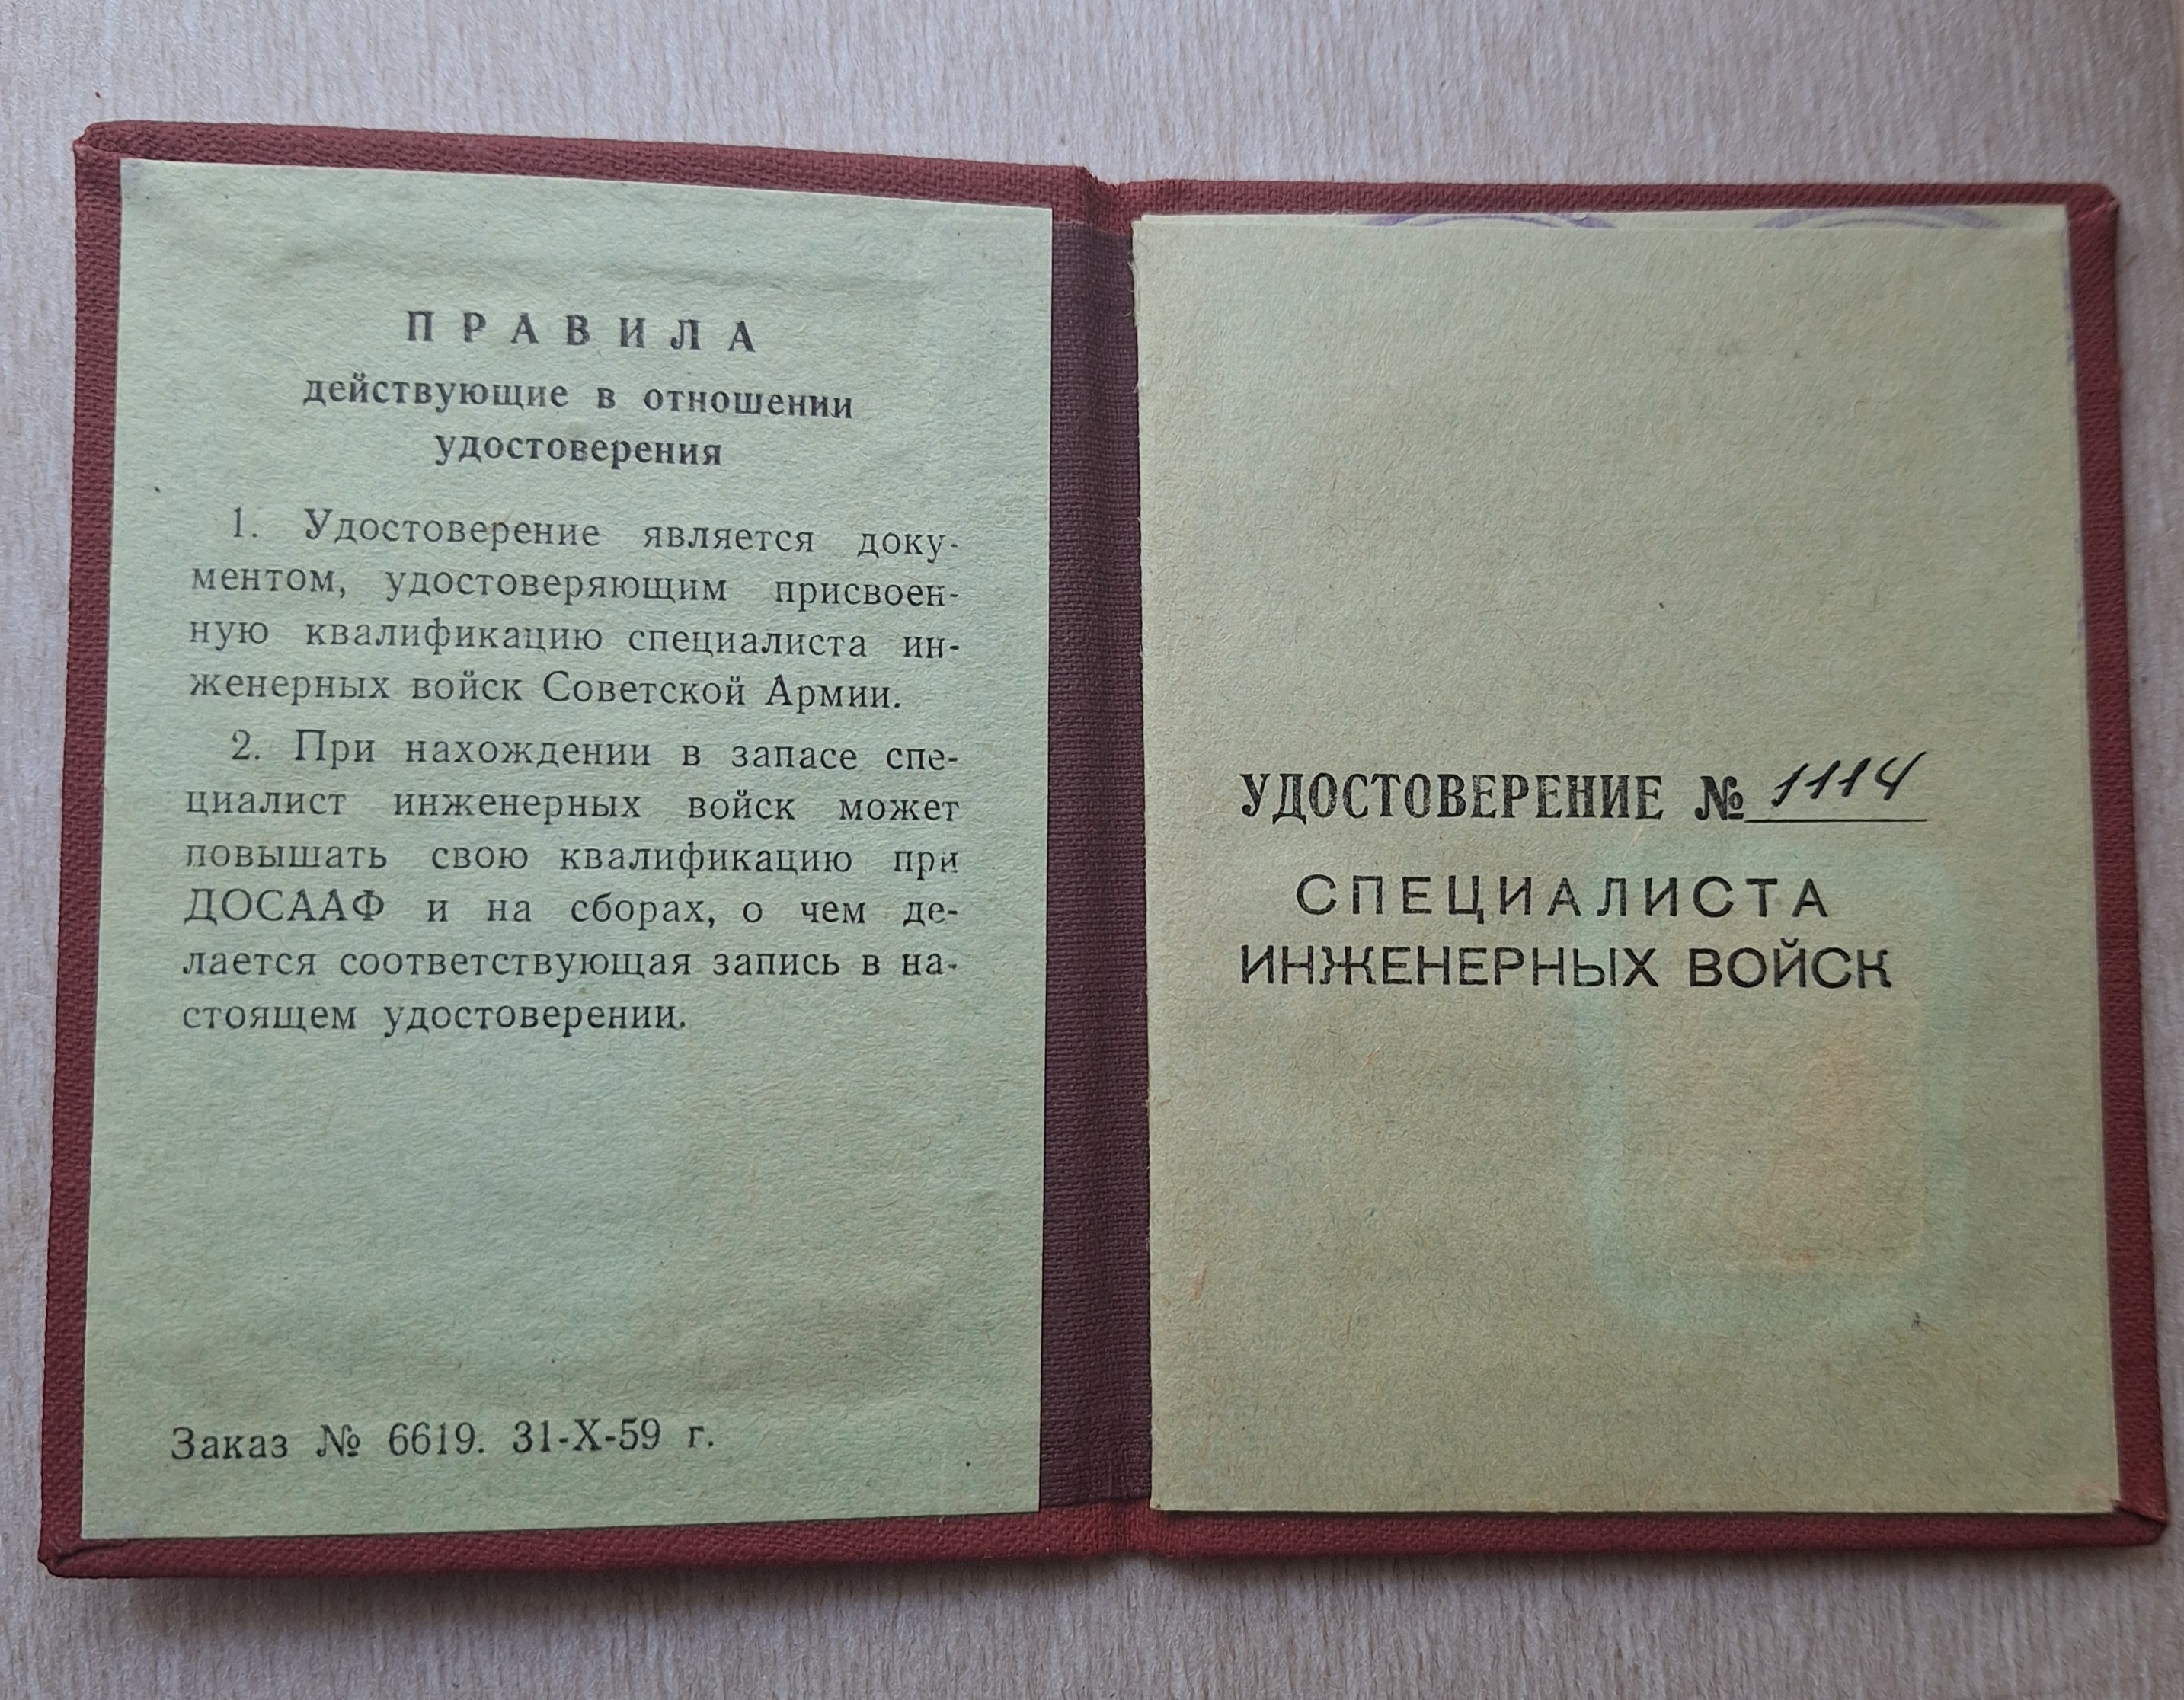 ПРАВИЛА
действующие в отношении
удостоверения
1. Удостоверение является доку-
ментом, удостоверяющим присвоен-
ную квалификацию специалиста ин-
женерных войск Советской Армии.
2. При нахождении в запасе спе-
циалист инженерных войск может
повышать свою квалификацию при
ДОСААФ и на сборах, о чем де-
лается соответствующая запись в на-
стоящем удостоверении.
Заказ № 6619. 31-X-59 г.
УДОСТОВЕРЕНИЕ № 1114
СПЕЦИАЛИСТА
ИНЖЕНЕРНЫХ ВОЙСК